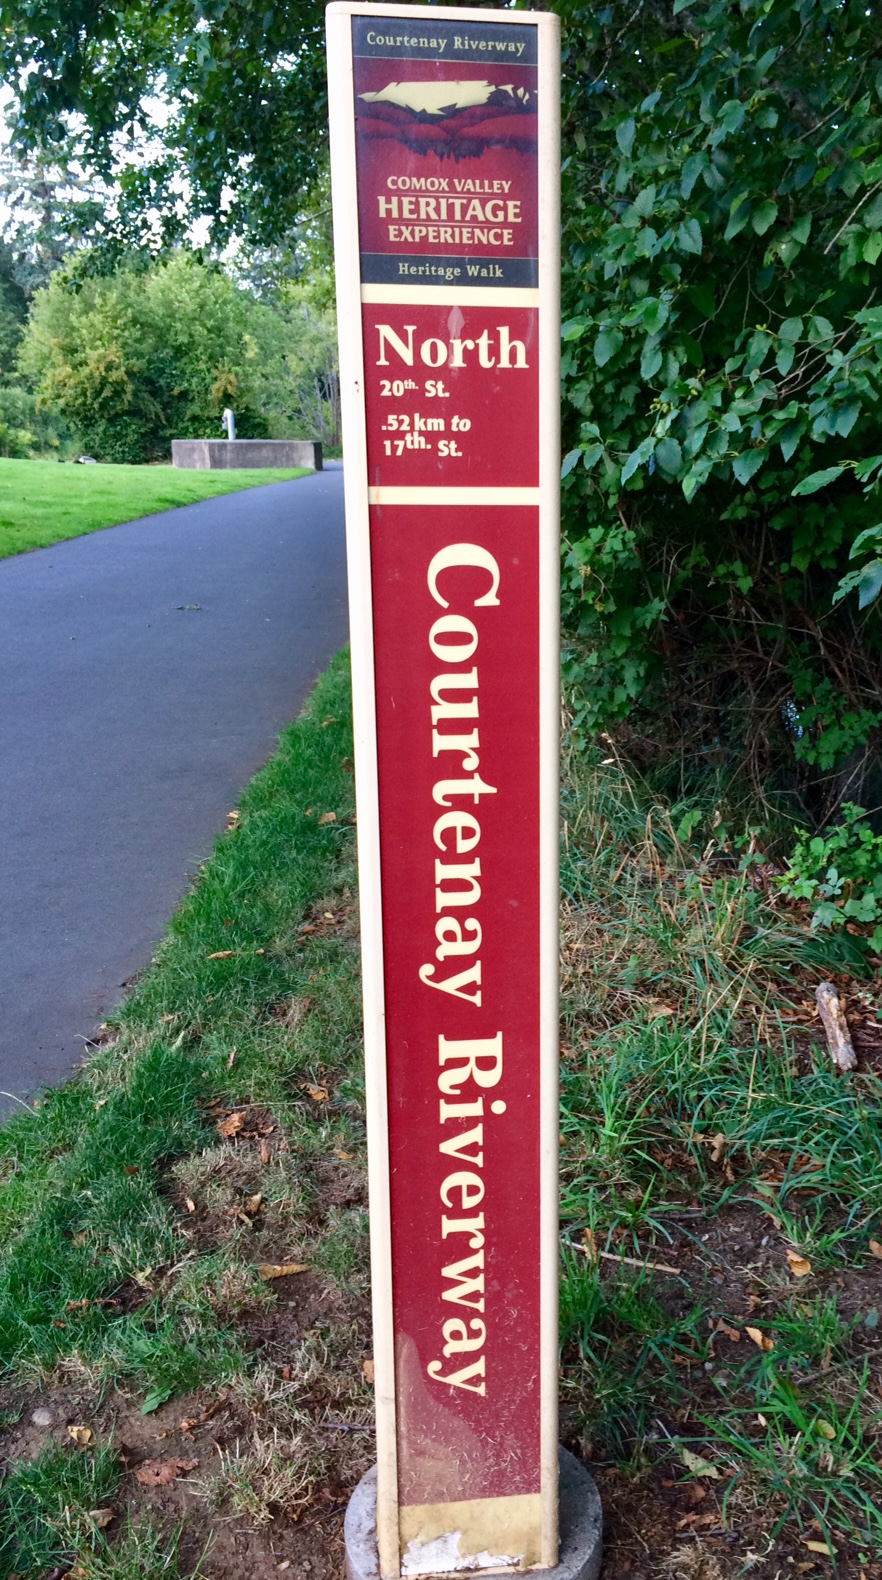 Courtenay Riverway
COMOX VALLEY
HERITAGE
EXPERIENCE
Heritage Walk
North
20th. St.
.52 km to
17th. St.
Courtenay Riverway